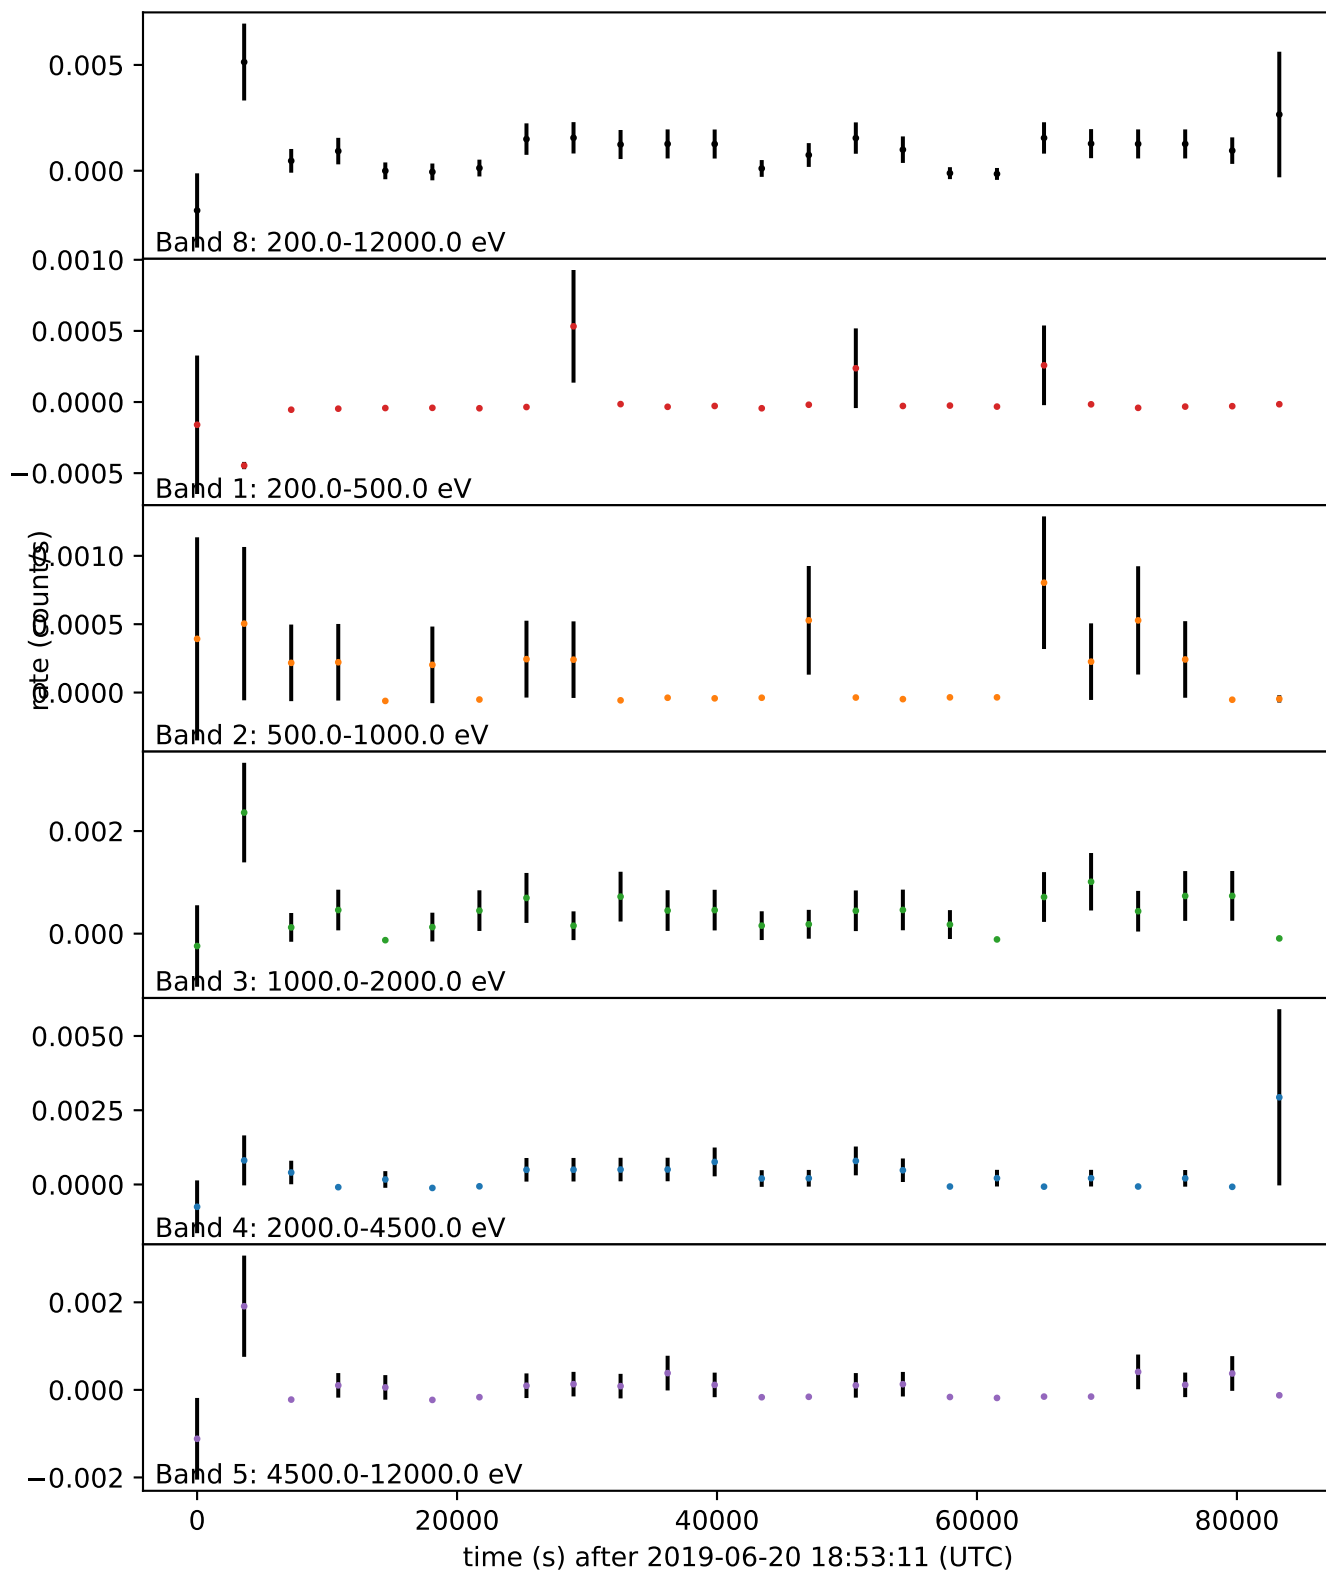 0.005
0.000
Band 8: 200.0-12000.0 eV
0.0010
0.0005
0.0000
−0.0005
Band 1: 200.0-500.0 eV
rate (count/s)
0.0010
0.0005
0.0000
Band 2: 500.0-1000.0 eV
0.002
0.000
Band 3: 1000.0-2000.0 eV
0.0050
0.0025
0.0000
Band 4: 2000.0-4500.0 eV
0.002
0.000
−0.002
Band 5: 4500.0-12000.0 eV
0 20000 40000 60000 80000
time (s) after 2019-06-20 18:53:11 (UTC)